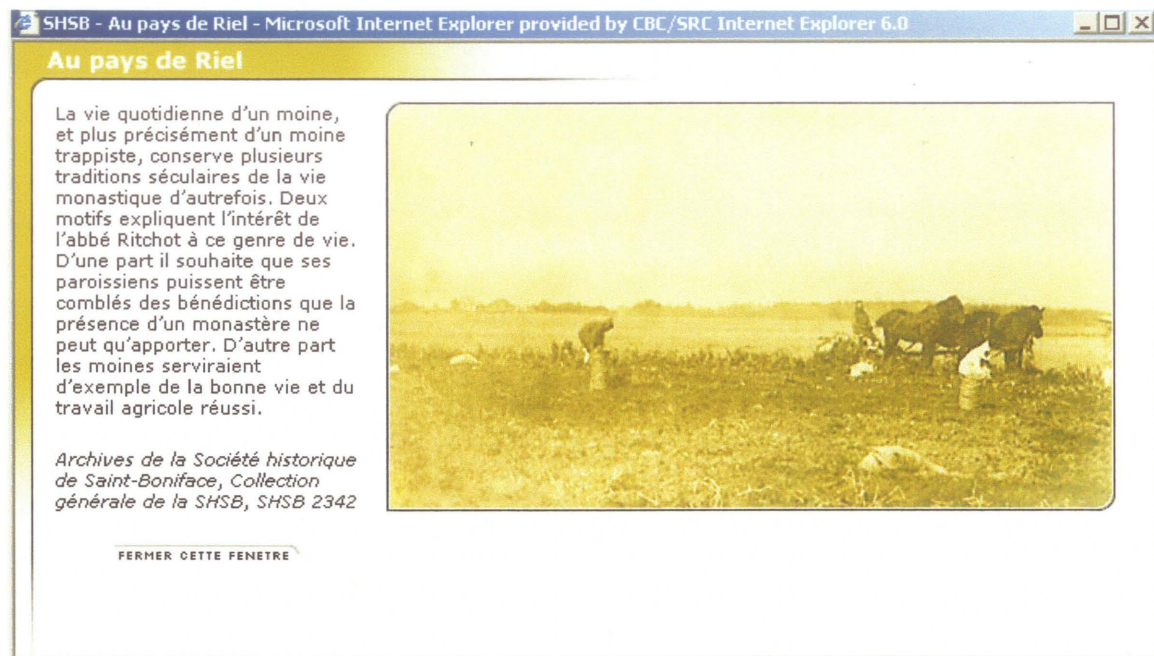 SHSB - Au pays de Riel - Microsoft Internet Explorer provided by CBC/SRC Internet Explorer 6.0
Au pays de Riel
La vie quotidienne d'un moine,
et plus précisément d'un moine
trappiste, conserve plusieurs
traditions séculaires de la vie
monastique d'autrefois. Deux
motifs expliquent l'intérêt de
l'abbé Ritchot à ce genre de vie.
D'une part il souhaite que ses
paroissiens puissent être
comblés des bénédictions que la
présence d'un monastère ne
peut qu'apporter. D'autre part
les moines serviraient
d'exemple de la bonne vie et du
travail agricole réussi.
Archives de la Société historique
de Saint-Boniface, Collection
générale de la SHSB, SHSB 2342
FERMER CETTE FENETRE